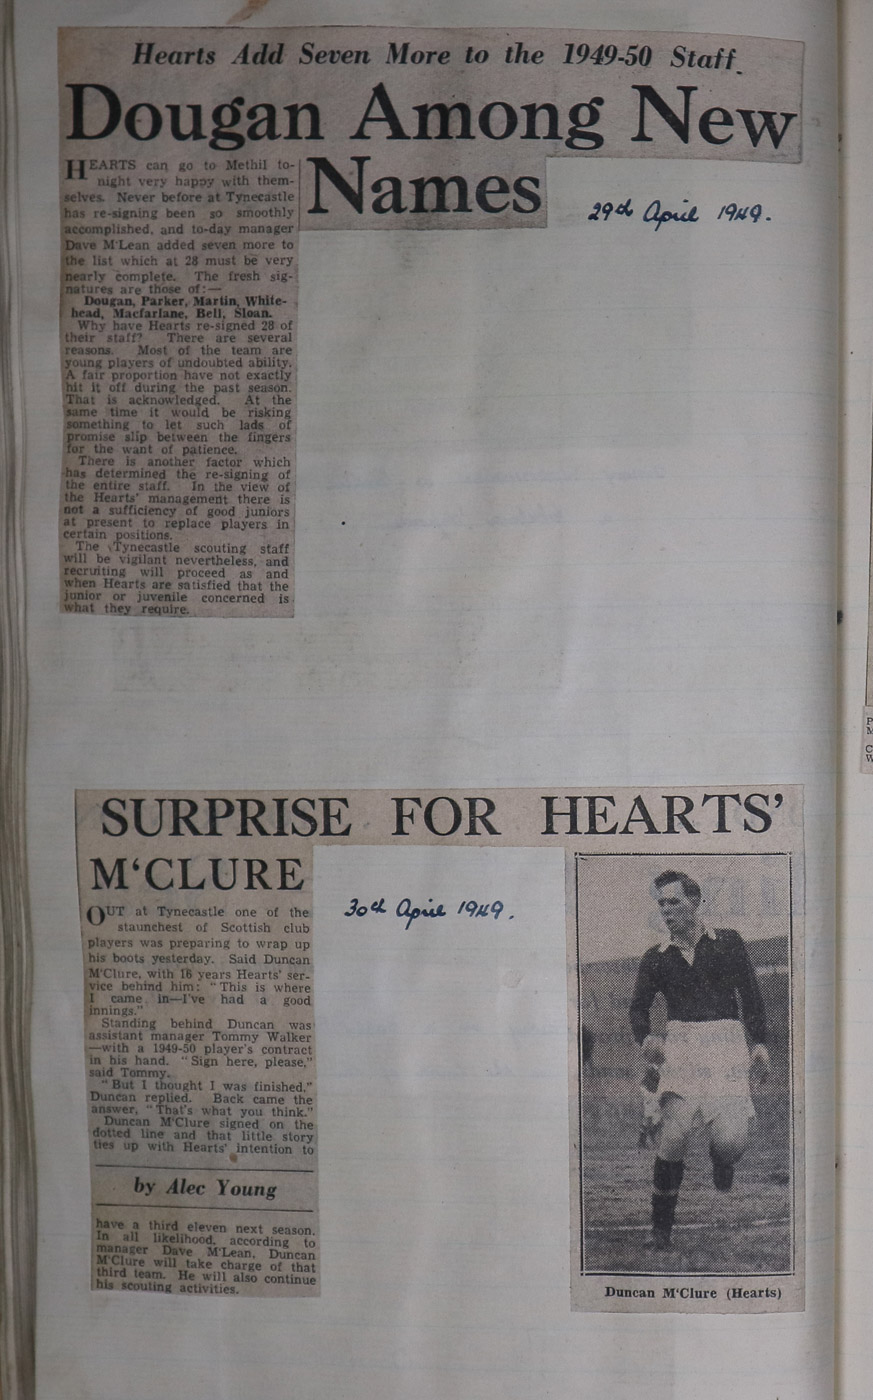 Hearts Add Seven More to the 1949-50 Staff.
Dougan Among New
Names
29th April 1949.
HEARTS can go to Methil to-
night very happy with them-
selves. Never before at Tynecastle
has re-signing been so smoothly
accomplished, and to-day manager
Dave M'Lean added seven more to
the list which at 28 must be very
nearly complete. The fresh sig-
natures are those of:—
Dougan, Parker, Martin, White-
head, Macfarlane, Bell, Sloan.
Why have Hearts re-signed 28 of
their staff? There are several
reasons. Most of the team are
young players of undoubted ability.
A fair proportion have not exactly
hit it off during the past season.
That is acknowledged. At the
same time it would be risking
something to let such lads of
promise slip between the fingers
for the want of patience.
There is another factor which
has determined the re-signing of
the entire staff. In the view of
the Hearts' management there is
not a sufficiency of good juniors
at present to replace players in
certain positions.
The Tynecastle scouting staff
will be vigilant nevertheless, and
recruiting will proceed as and
when Hearts are satisfied that the
junior or juvenile concerned is
what they require.
SURPRISE FOR HEARTS'
M'CLURE
30th April 1949.
OUT at Tynecastle one of the
staunchest of Scottish club
players was preparing to wrap up
his boots yesterday. Said Duncan
M'Clure, with 16 years Hearts' ser-
vice behind him: "This is where
I came in—I've had a good
innings."
Standing behind Duncan was
assistant manager Tommy Walker
—with a 1949-50 player's contract
in his hand. "Sign here, please,"
said Tommy.
"But I thought I was finished,"
Duncan replied. Back came the
answer, "That's what you think."
Duncan M'Clure signed on the
dotted line and that little story
ties up with Hearts' intention to
by Alec Young
have a third eleven next season.
In all likelihood, according to
manager Dave M'Lean, Duncan
M'Clure will take charge of that
third team. He will also continue
his scouting activities.
Duncan M'Clure (Hearts)